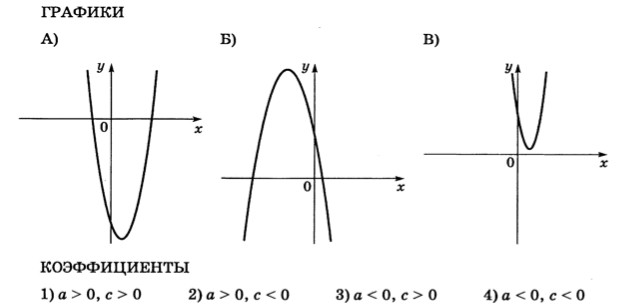 ГРАФИКИ
А) Б) В)
y y y
0 x 0 x 0 x
КОЭФФИЦИЕНТЫ
1) a > 0, c > 0 2) a > 0, c < 0 3) a < 0, c > 0 4) a < 0, c < 0